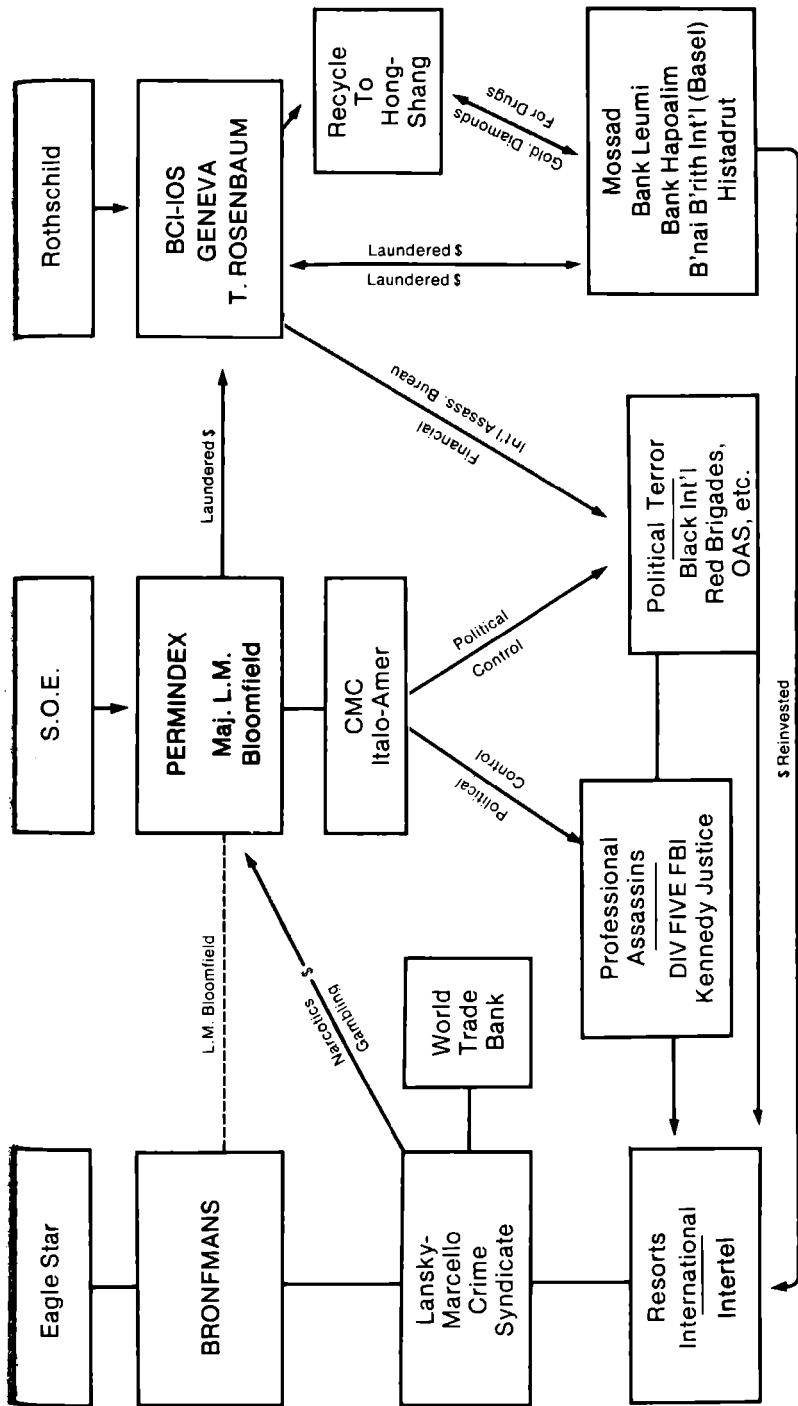 Eagle Star
S.O.E.
Rothschild
BRONFMANS
L.M. Bloomfield
PERMINDEX
Maj. L.M.
Bloomfield
Laundered $
BCI-IOS
GENEVA
T. ROSENBAUM
Narcotics $
Gambling
CMC
Italo-Amer
Recycle
To
Hong-
Shang
Lansky-
Marcello
Crime
Syndicate
World
Trade
Bank
Political
Control
Political
Control
Int'l Assass. Bureau
Financial
Laundered $
Laundered $
For Drugs
Gold, Diamonds
Resorts
International
Intertel
Professional
Assassins
DIV FIVE FBI
Kennedy Justice
Political Terror
Black Int'l
Red Brigades,
OAS, etc.
Mossad
Bank Leumi
Bank Hapoalim
B'nai B'rith Int'l (Basel)
Histadrut
$ Reinvested